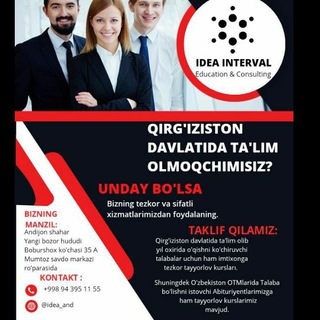 IDEA INTERVAL
Education & Consulting
QIRG'IZISTON
DAVLATIDA TA'LIM
OLMOQCHIMISIZ?
UNDAY BO'LSA
Bizning tezkor va sifatli
xizmatlarimizdan foydalaning.
BIZNING
MANZIL:
Andijon shahar
Yangi bozor hududi
Boburshox ko'chasi 35 A
Mumtoz savdo markazi
ro'parasida
KONTAKT :
+998 94 395 11 55
@idea_and
TAKLIF QILAMIZ:
Qirg'iziston davlatida ta'lim olib
yil oxirida o'qishni ko'chiruvchi
talabalar uchun ham imtixonga
tezkor tayyorlov kursları.
Shuningdek O'zbekiston OTMlarida Talaba
bo'lishni istovchi Abituriyentlarimizga
ham tayyorlov kurslarimiz
mavjud.